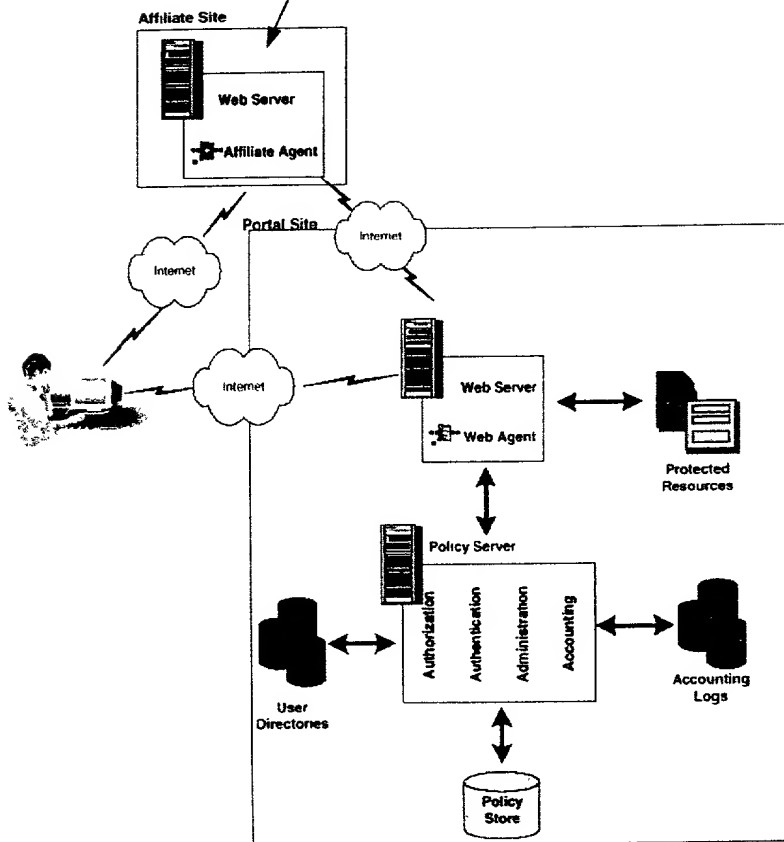 Affiliate Site
Web Server
Affiliate Agent
Portal Site
Internet
Internet
Internet
Web Server
Web Agent
Protected
Resources
Policy Server
Authorization
Authentication
Administration
Accounting
User
Directories
Accounting
Logs
Policy
Store